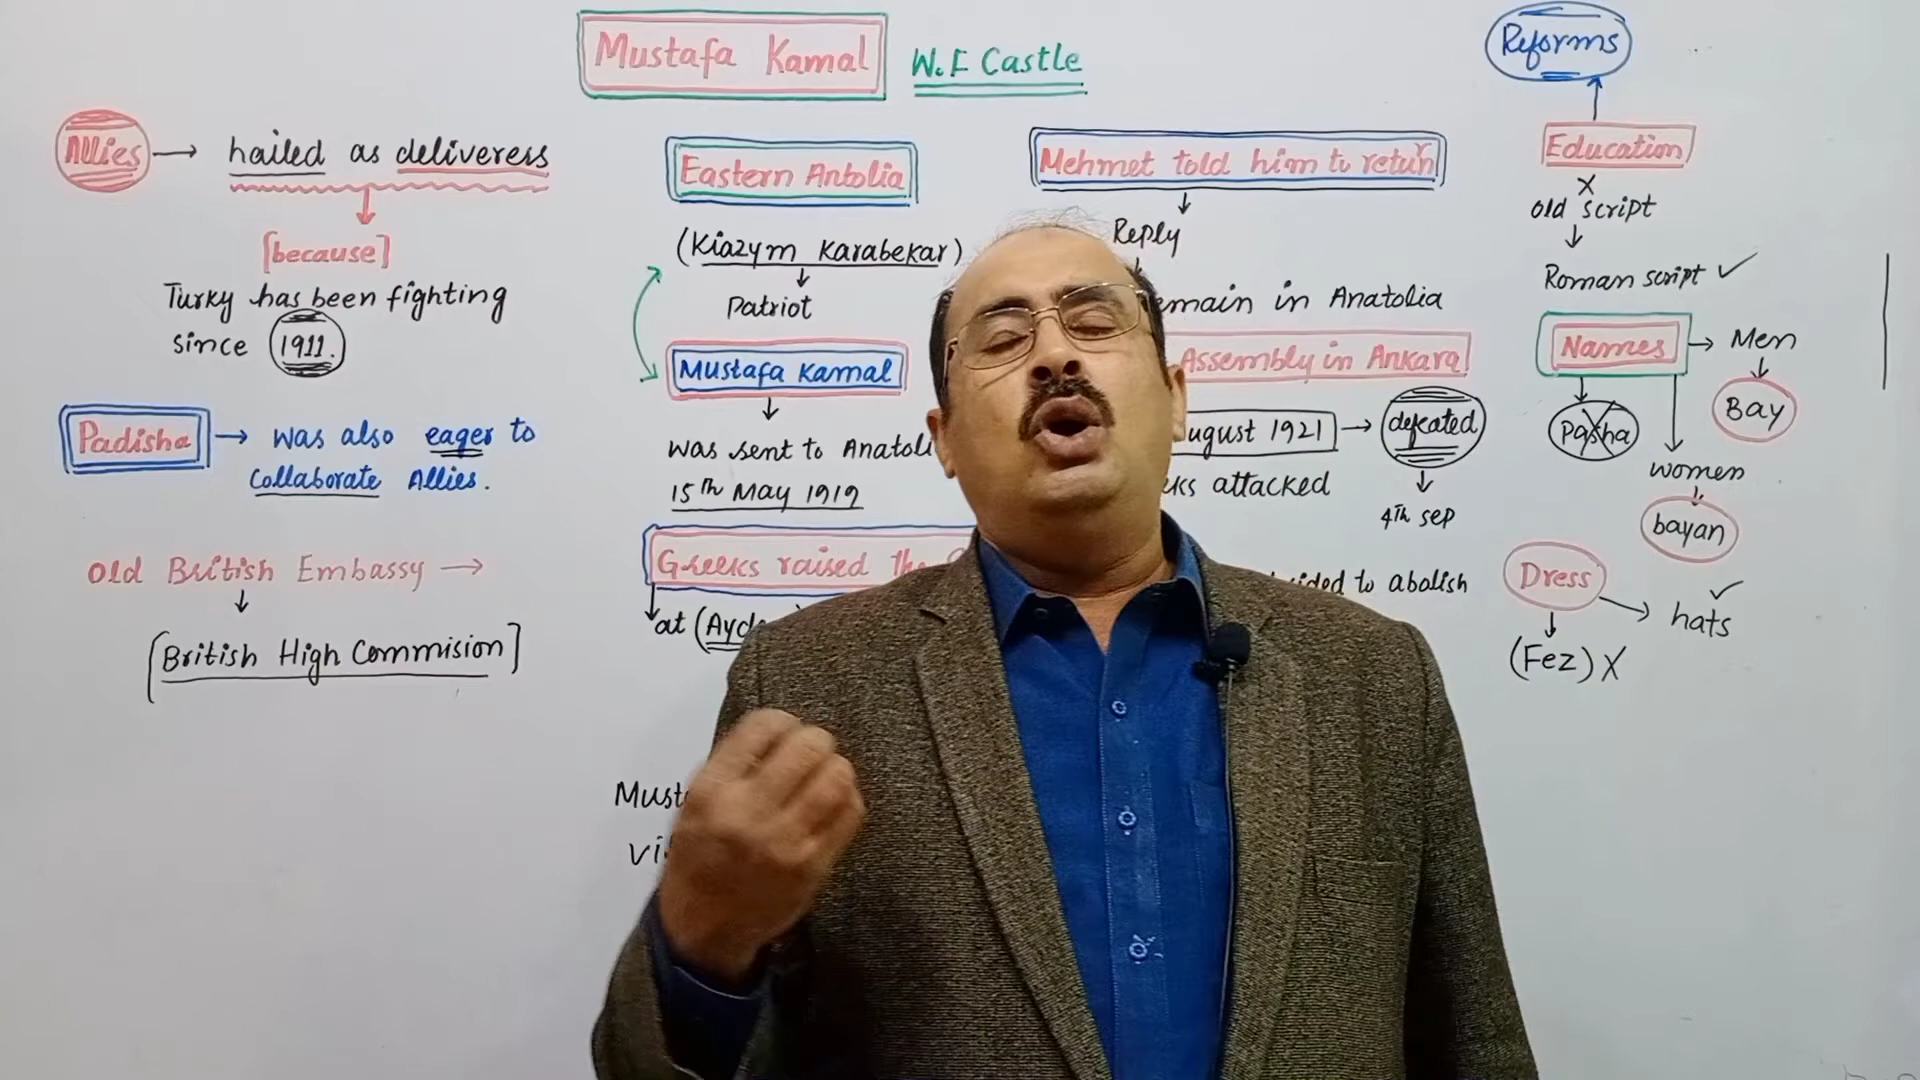 Mustafa Kamal
W.F Castle
Allies → hailed as deliveress
[because]
Turky has been fighting
since 1911.
Padisha → was also eager to
Collaborate Allies.
Old British Embassy →
[British High Commision]
Eastern Antolia
(Kiazym Karabekar)
Patriot
Mustafa Kamal
was sent to
15th May 1919
Greeks raised the
at
Mehmet told him to return
Reply
in Anatolia
Assembly in Ankara
1921 → defeated
attacked
4th sep
to abolish
Reforms
Education
X
old script
Roman script ✓
Names → Men
Bay
Pasha
women
bayan
Dress
hats ✓
(Fez) X